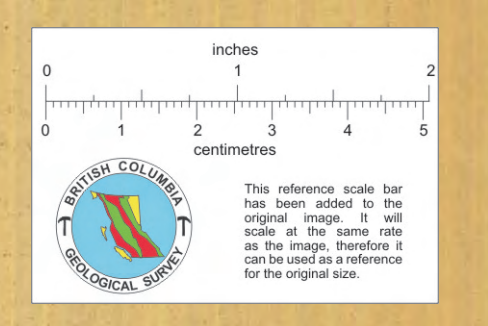 inches
0 1 2
0 1 2 3 4 5
centimetres
BRITISH COLUMBIA
GEOLOGICAL SURVEY
This reference scale bar
has been added to the
original image. It will
scale at the same rate
as the image, therefore it
can be used as a reference
for the original size.